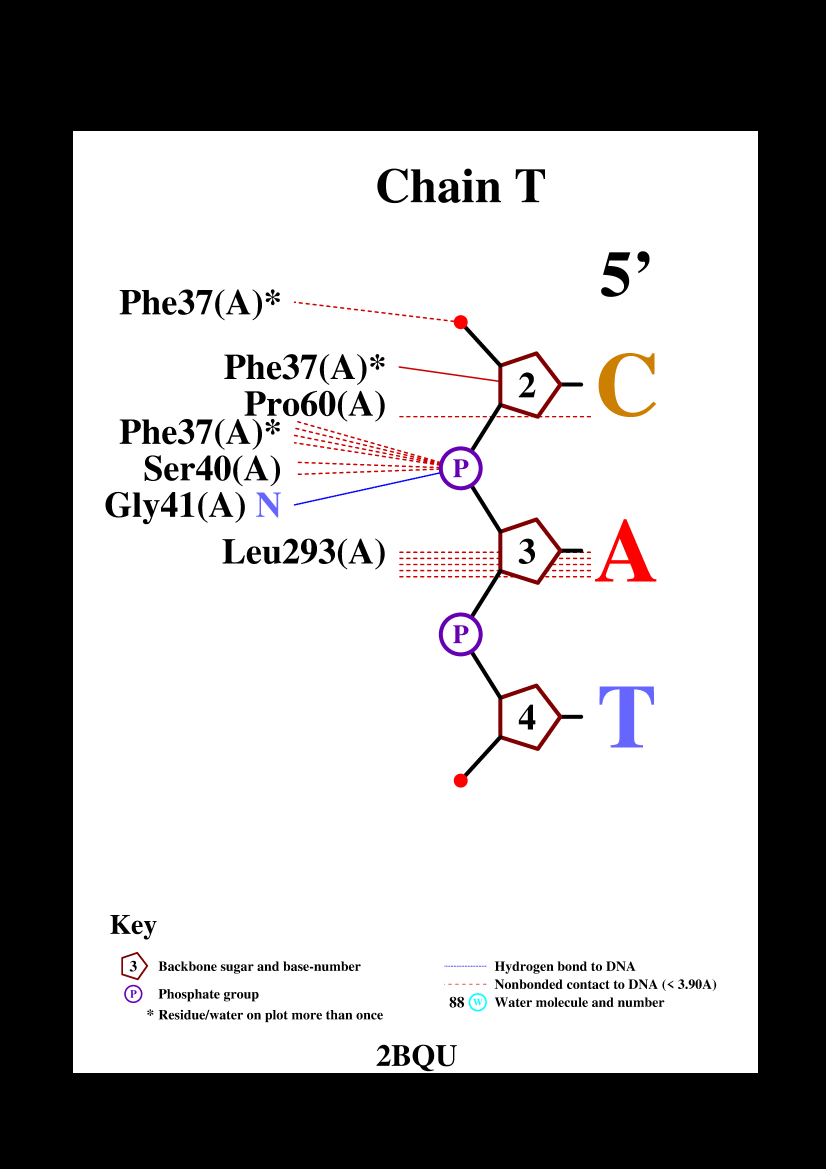 Chain T
5’
Phe37(A)*
Phe37(A)*
2
C
Pro60(A)
Phe37(A)*
Ser40(A)
P
Gly41(A) N
Leu293(A)
3
A
P
4
T
Key
3 Backbone sugar and base-number
P Phosphate group
* Residue/water on plot more than once
Hydrogen bond to DNA
Nonbonded contact to DNA (< 3.90A)
88 W Water molecule and number
2BQU